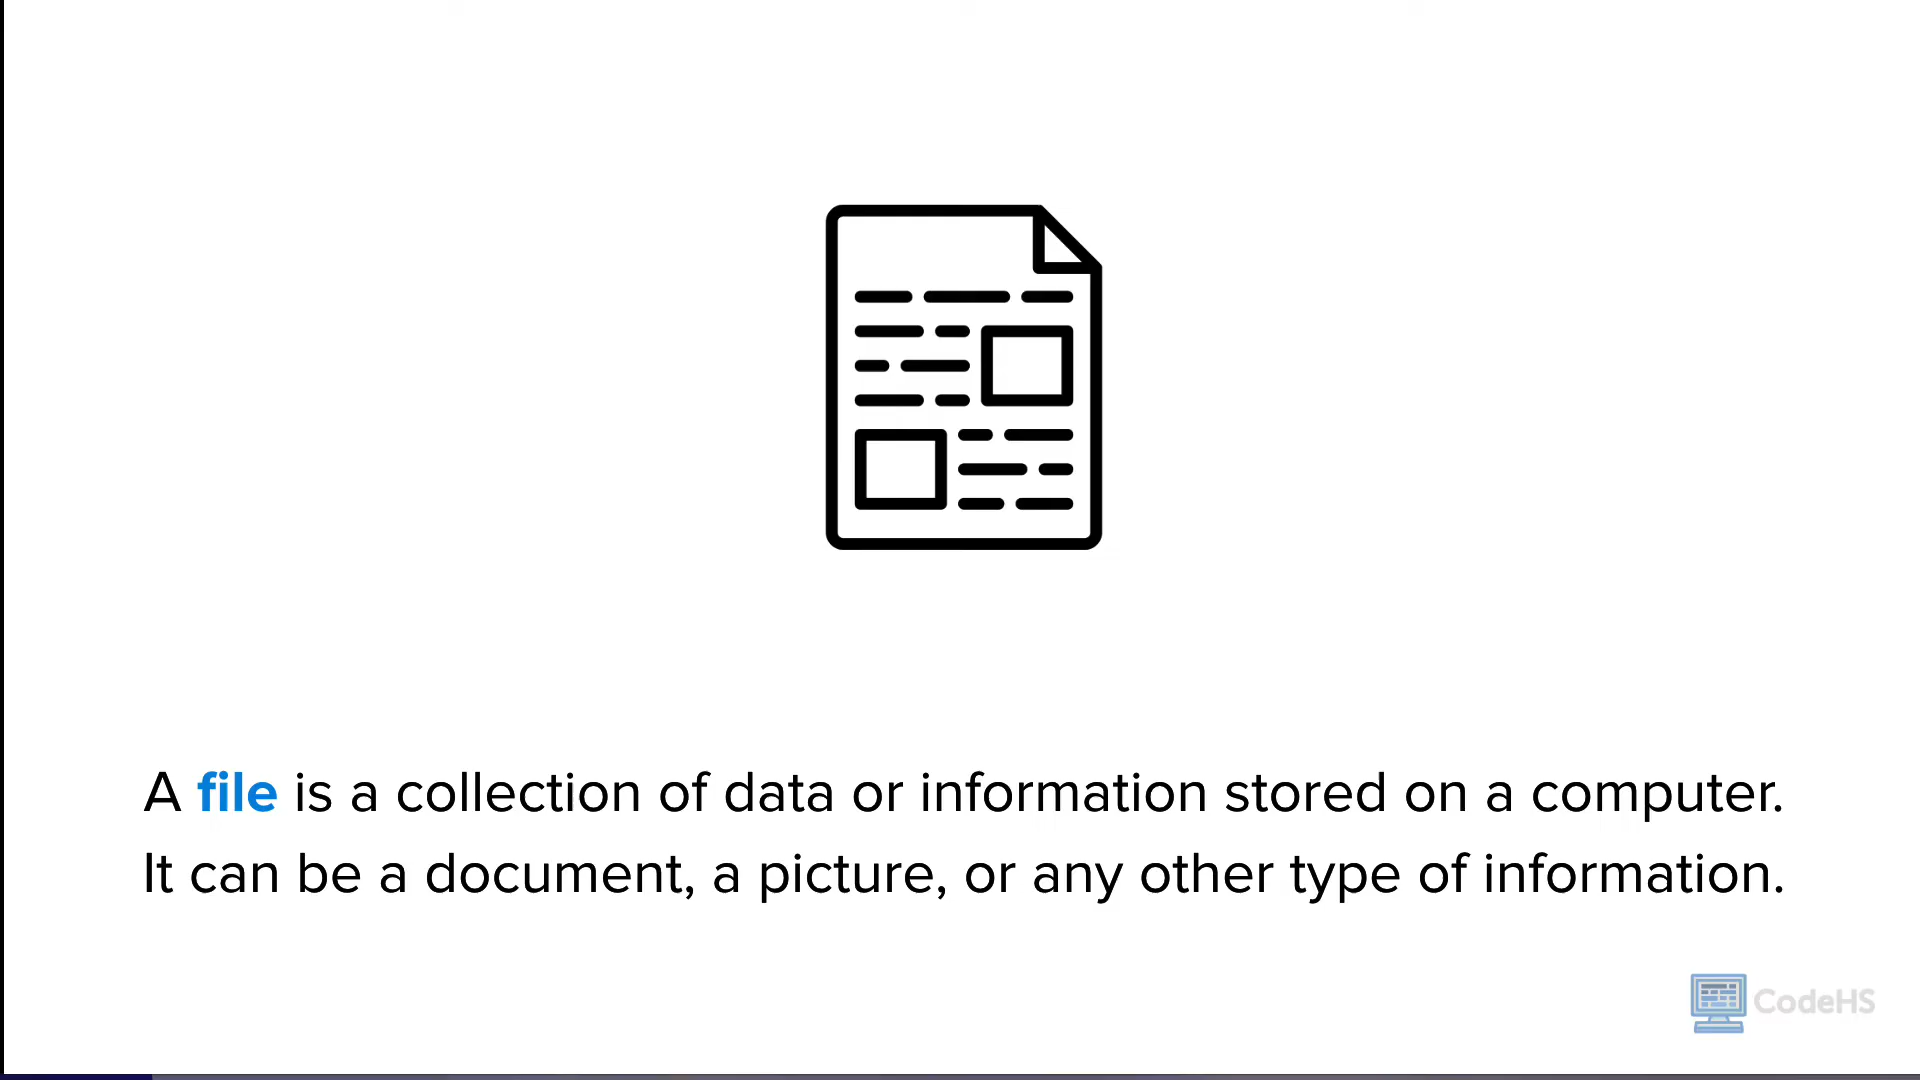 A file is a collection of data or information stored on a computer.
It can be a document, a picture, or any other type of information.
CodeHS